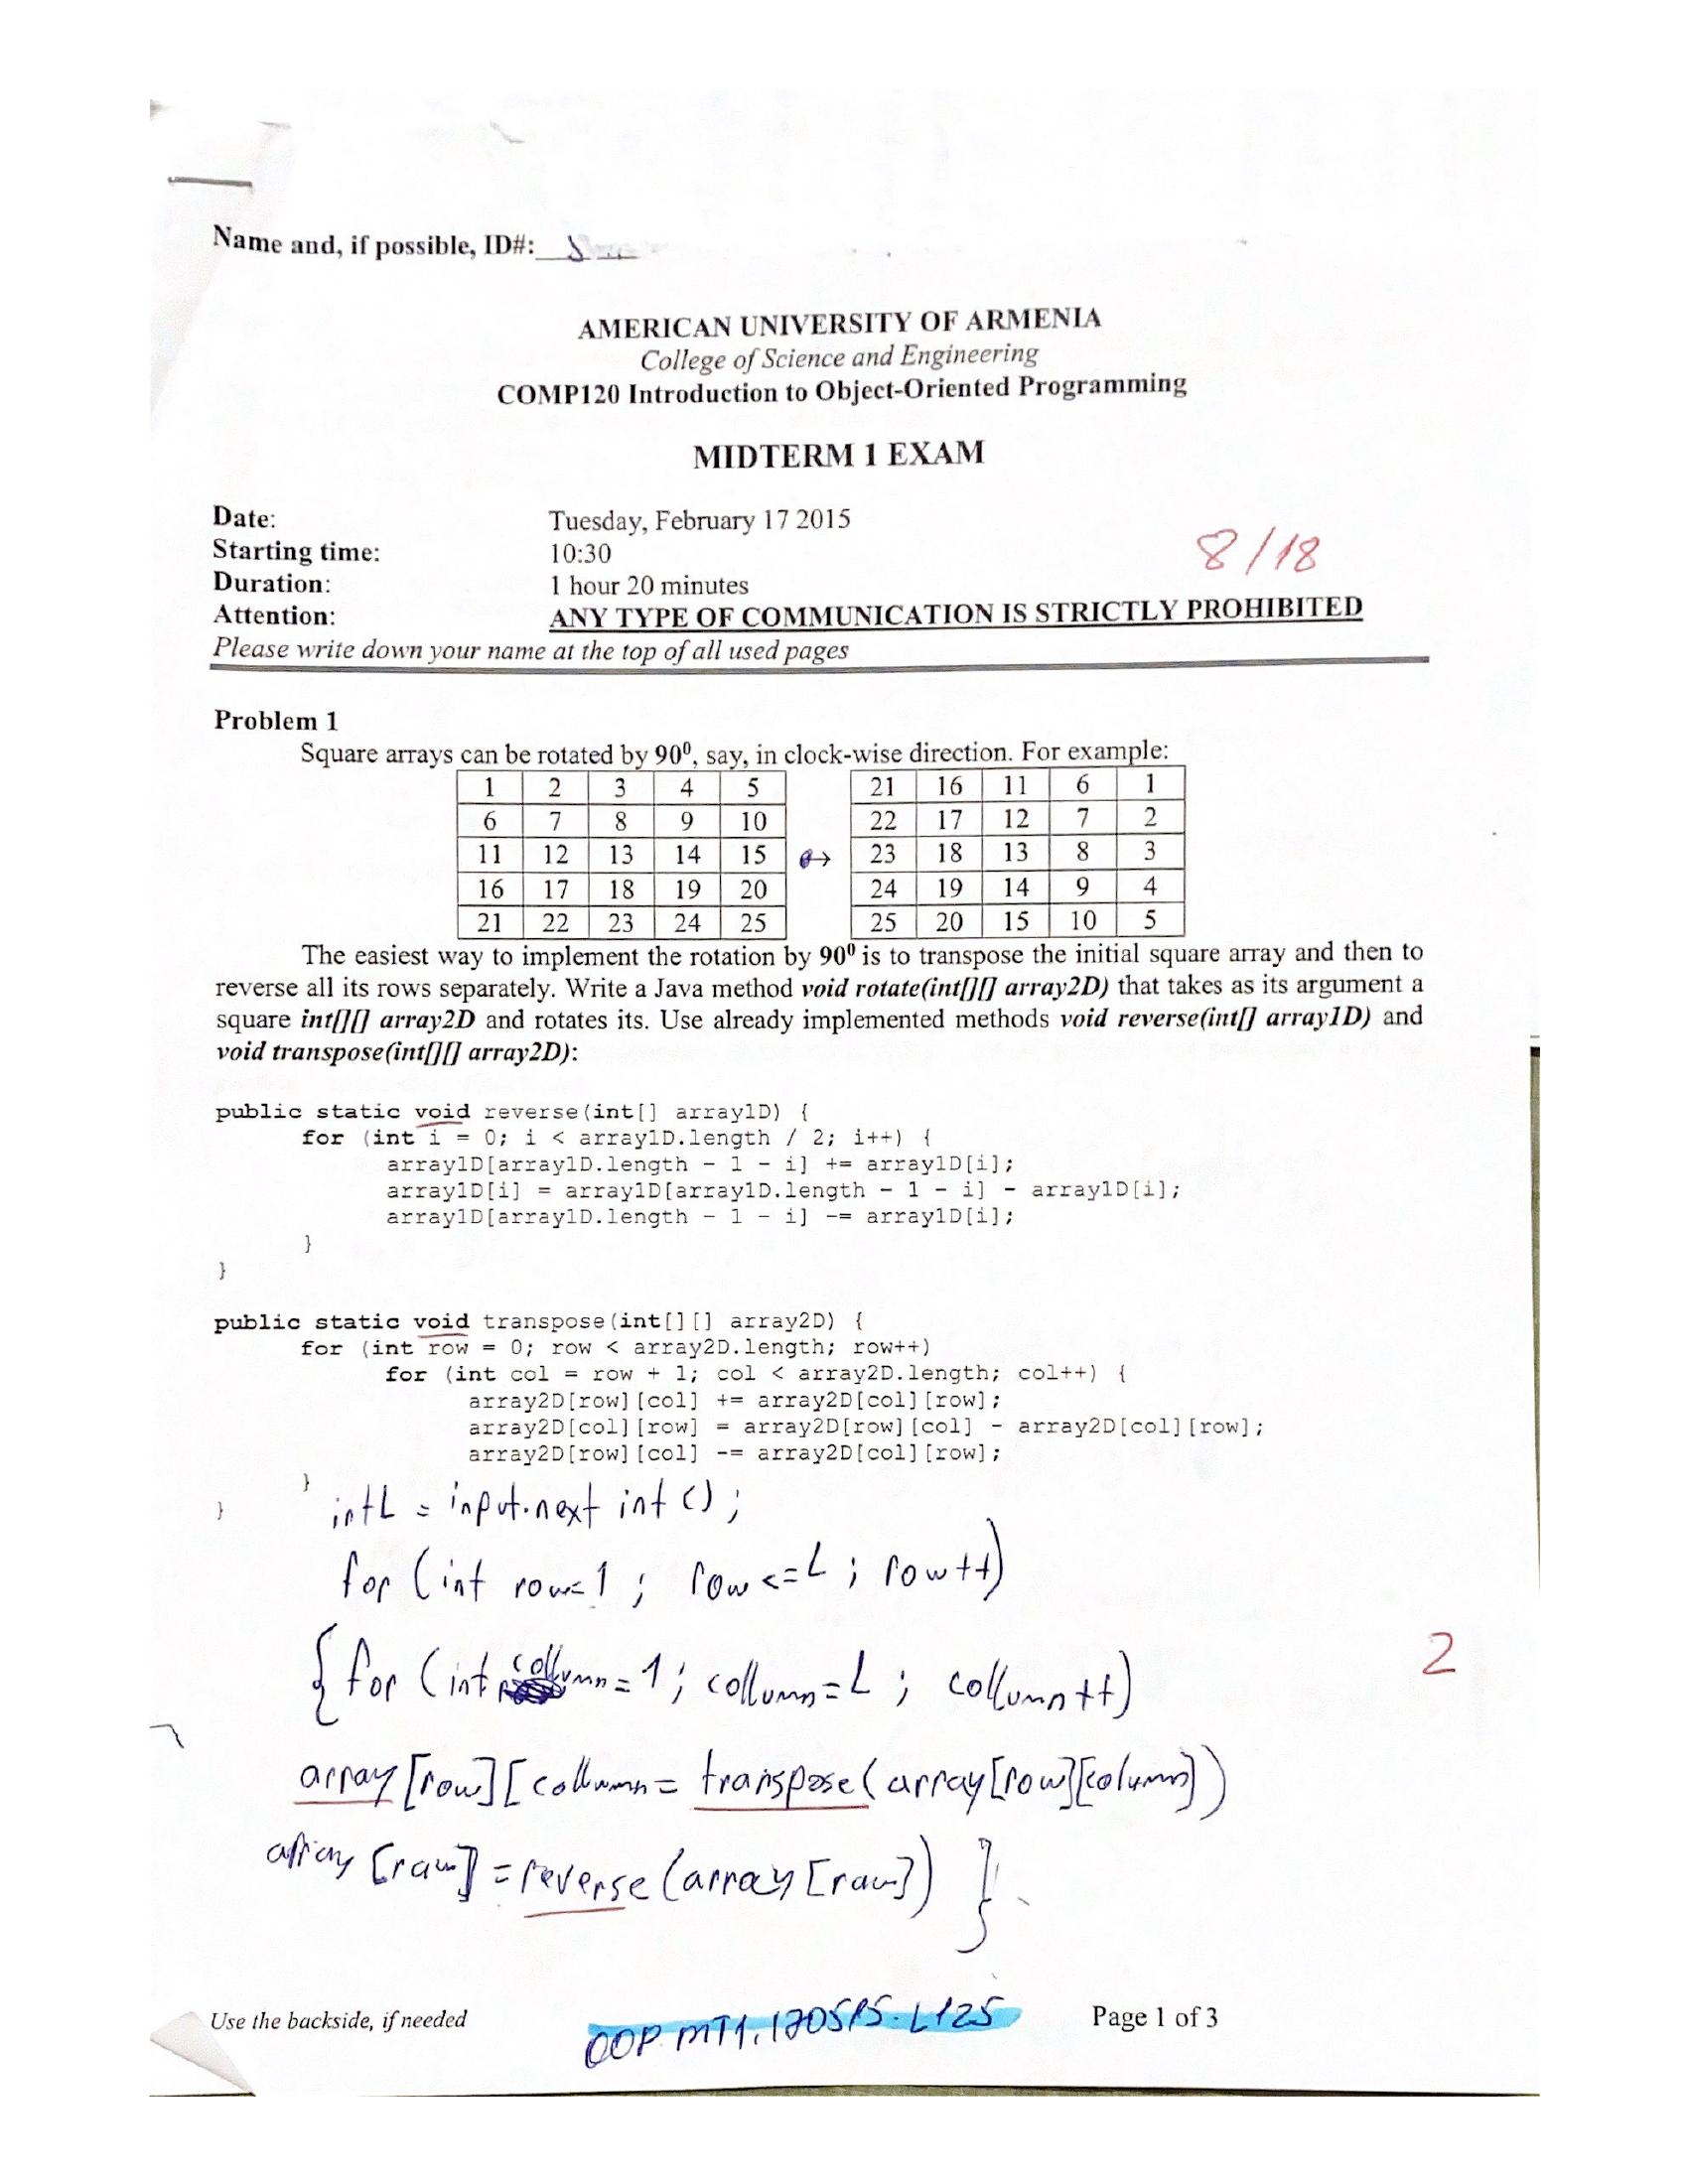 Name and, if possible, ID#:
AMERICAN UNIVERSITY OF ARMENIA
College of Science and Engineering
COMP120 Introduction to Object-Oriented Programming
MIDTERM 1 EXAM
Date: Tuesday, February 17 2015
Starting time: 10:30
8/18
Duration: 1 hour 20 minutes
Attention: ANY TYPE OF COMMUNICATION IS STRICTLY PROHIBITED
Please write down your name at the top of all used pages
Problem 1
Square arrays can be rotated by 90⁰, say, in clock-wise direction. For example:
1 2 3 4 5 21 16 11 6 1
6 7 8 9 10 22 17 12 7 2
11 12 13 14 15 ↔ 23 18 13 8 3
16 17 18 19 20 24 19 14 9 4
21 22 23 24 25 25 20 15 10 5
The easiest way to implement the rotation by 90⁰ is to transpose the initial square array and then to
reverse all its rows separately. Write a Java method void rotate(int[][] array2D) that takes as its argument a
square int[][] array2D and rotates its. Use already implemented methods void reverse(int[] array1D) and
void transpose(int[][] array2D):
public static void reverse(int[] array1D) {
for (int i = 0; i < array1D.length / 2; i++) {
array1D[array1D.length - 1 - i] += array1D[i];
array1D[i] = array1D[array1D.length - 1 - i] - array1D[i];
array1D[array1D.length - 1 - i] -= array1D[i];
}
}
public static void transpose(int[][] array2D) {
for (int row = 0; row < array2D.length; row++)
for (int col = row + 1; col < array2D.length; col++) {
array2D[row][col] += array2D[col][row];
array2D[col][row] = array2D[row][col] - array2D[col][row];
array2D[row][col] -= array2D[col][row];
}
}
intL = input.next int ();
for (int row=1; row<=L; row++)
{for (int collumn=1; collumn=L; collumn++)
2
array[row][collumn= transpose(array[row][column])
array [raw] = reverse (array [raw]) }
Use the backside, if needed
OOP. MT1. 170515. L125
Page 1 of 3